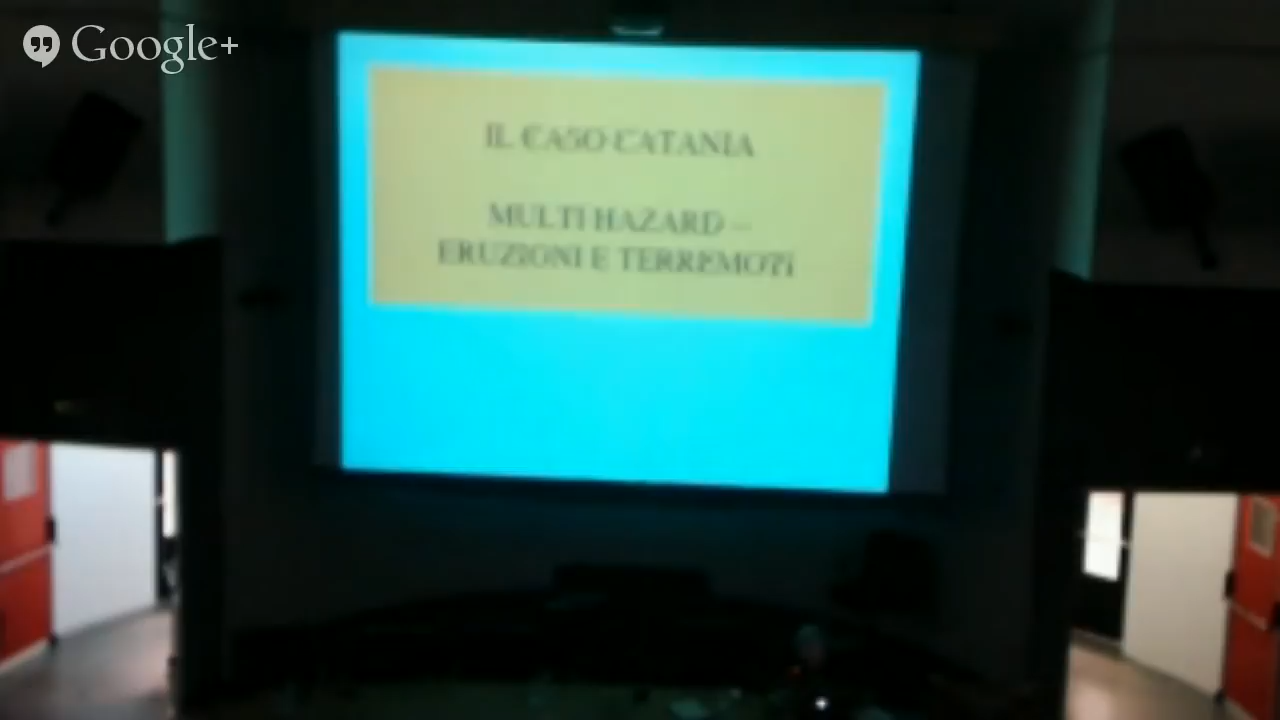 Google+
IL CASO CATANIA
MULTI HAZARD –
ERUZIONI E TERREMOTI